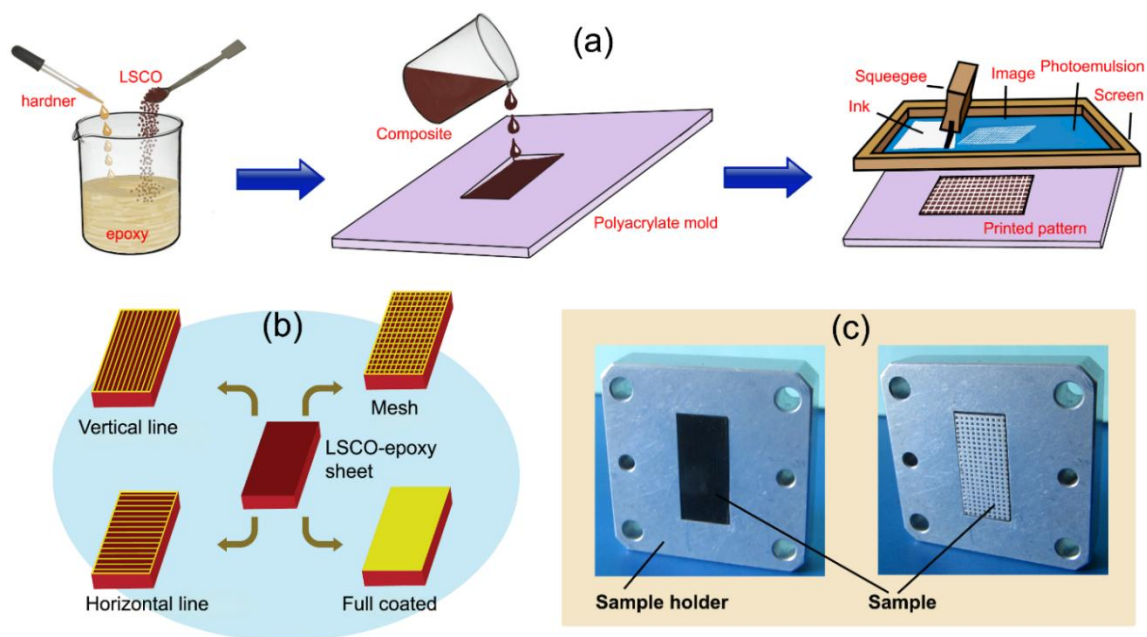 (a)
LSCO
hardner
epoxy
Composite
Polyacrylate mold
Squeegee
Image
Photoemulsion
Ink
Screen
Printed pattern
(b)
Vertical line
Mesh
LSCO-epoxy
sheet
Horizontal line
Full coated
(c)
Sample holder
Sample